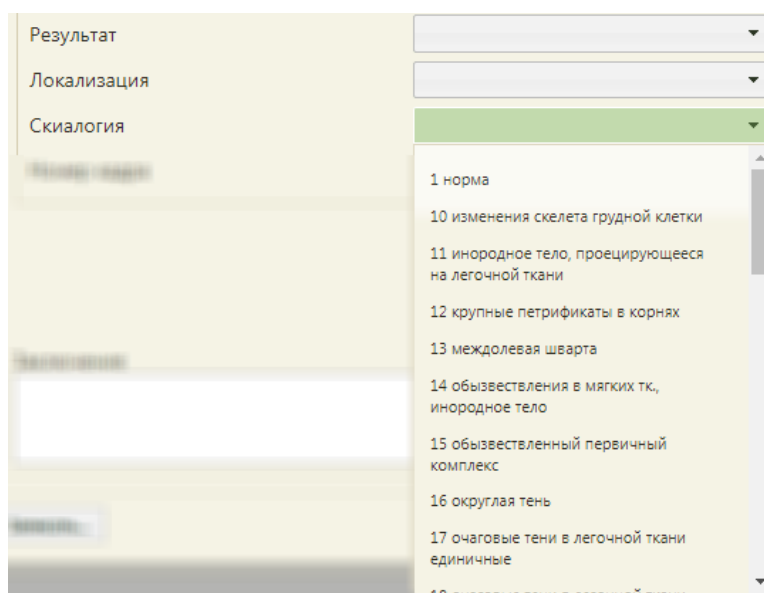 Результат
Локализация
Скиалогия
1 норма
10 изменения скелета грудной клетки
11 инородное тело, проецирующееся
на легочной ткани
12 крупные петрификаты в корнях
13 междолевая шварта
14 обызвествления в мягких тк.,
инородное тело
15 обызвествленный первичный
комплекс
16 округлая тень
17 очаговые тени в легочной ткани
единичные